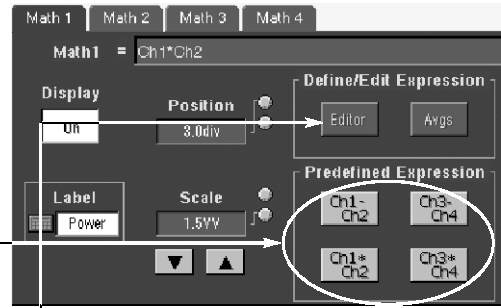 Math 1 Math 2 Math 3 Math 4
Math1 = Ch1*Ch2
Display
On
Position
3.0div
Define/Edit Expression
Editor Avgs
Label
Power
Scale
1.5VV
Predefined Expression
Ch1-
Ch2
Ch3-
Ch4
Ch1*
Ch2
Ch3*
Ch4